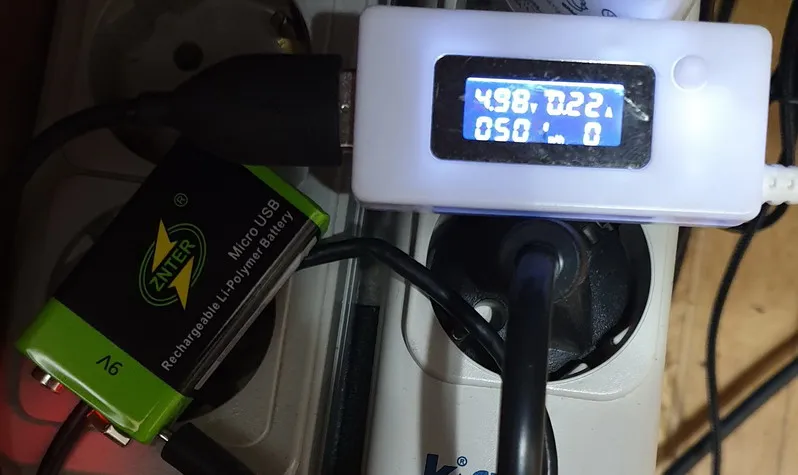 4.98V 0.22A
050 0
®
ZNTER
Micro USB
Rechargeable Li-Polymer Battery
9V
®